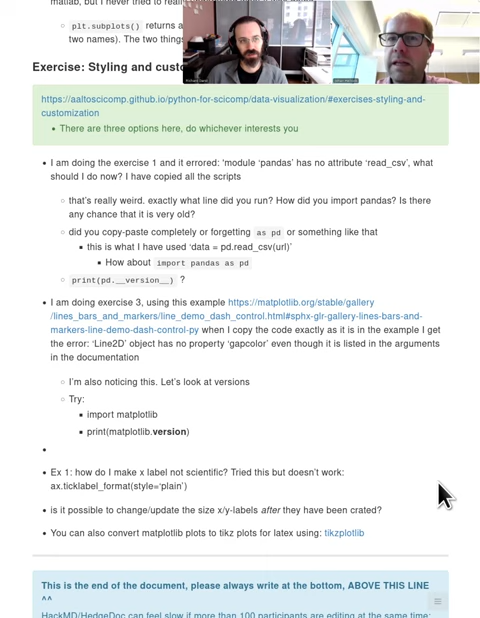 matlab, but I never tried to reall
plt.subplots() returns a
two names). The two things
Exercise: Styling and custo
https://aaltoscicomp.github.io/python-for-scicomp/data-visualization/#exercises-styling-and-
customization
• There are three options here, do whichever interests you
• I am doing the exercise 1 and it errored: 'module ‘pandas’ has no attribute ‘read_csv’, what
should I do now? I have copied all the scripts
◦ that’s really weird. exactly what line did you run? How did you import pandas? Is there
any chance that it is very old?
◦ did you copy-paste completely or forgetting as pd or something like that
▪ this is what I have used ‘data = pd.read_csv(url)’
▪ How about import pandas as pd
◦ print(pd.__version__) ?
• I am doing exercise 3, using this example https://matplotlib.org/stable/gallery
/lines_bars_and_markers/line_demo_dash_control.html#sphx-glr-gallery-lines-bars-and-
markers-line-demo-dash-control-py when I copy the code exactly as it is in the example I get
the error: ‘Line2D’ object has no property ‘gapcolor’ even though it is listed in the arguments
in the documentation
◦ I’m also noticing this. Let’s look at versions
◦ Try:
▪ import matplotlib
▪ print(matplotlib.version)
•
• Ex 1: how do I make x label not scientific? Tried this but doesn’t work:
ax.ticklabel_format(style=‘plain’)
• is it possible to change/update the size x/y-labels after they have been crated?
• You can also convert matplotlib plots to tikz plots for latex using: tikzplotlib
This is the end of the document, please always write at the bottom, ABOVE THIS LINE
^^
HackMD/HedgeDoc can feel slow if more than 100 participants are editing at the same time: